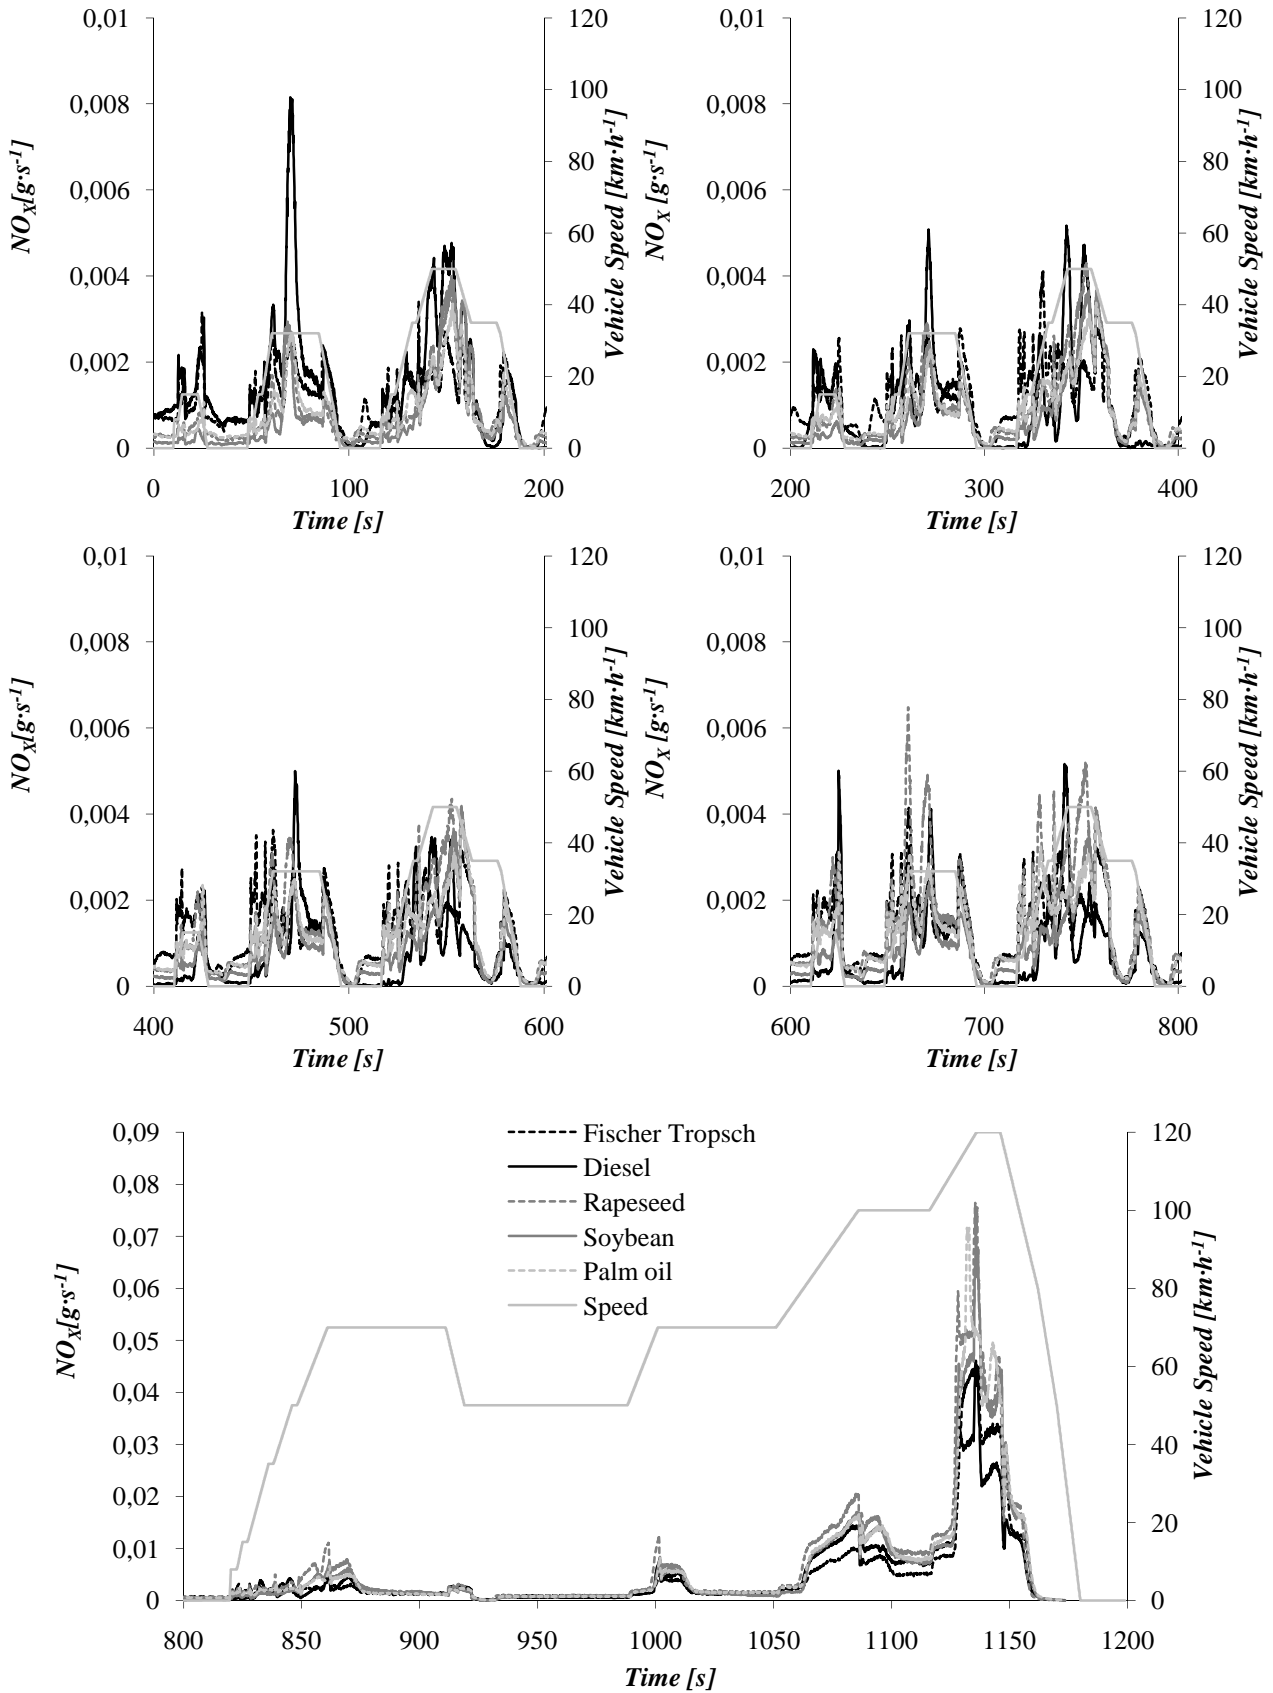 0,01
0,008
0,006
0,004
0,002
0
NO_X[g·s⁻¹]
120
100
80
60
40
20
0
Vehicle Speed [km·h⁻¹]
0 100 200
Time [s]
0,01
0,008
0,006
0,004
0,002
0
NO_X [g·s⁻¹]
120
100
80
60
40
20
0
Vehicle Speed [km·h⁻¹]
200 300 400
Time [s]
0,01
0,008
0,006
0,004
0,002
0
NO_X[g·s⁻¹]
120
100
80
60
40
20
0
Vehicle Speed [km·h⁻¹]
400 500 600
Time [s]
0,01
0,008
0,006
0,004
0,002
0
NO_X [g·s⁻¹]
120
100
80
60
40
20
0
Vehicle Speed [km·h⁻¹]
600 700 800
Time [s]
0,09
0,08
0,07
0,06
0,05
0,04
0,03
0,02
0,01
0
NO_X[g·s⁻¹]
Fischer Tropsch
Diesel
Rapeseed
Soybean
Palm oil
Speed
120
100
80
60
40
20
0
Vehicle Speed [km·h⁻¹]
800 850 900 950 1000 1050 1100 1150 1200
Time [s]